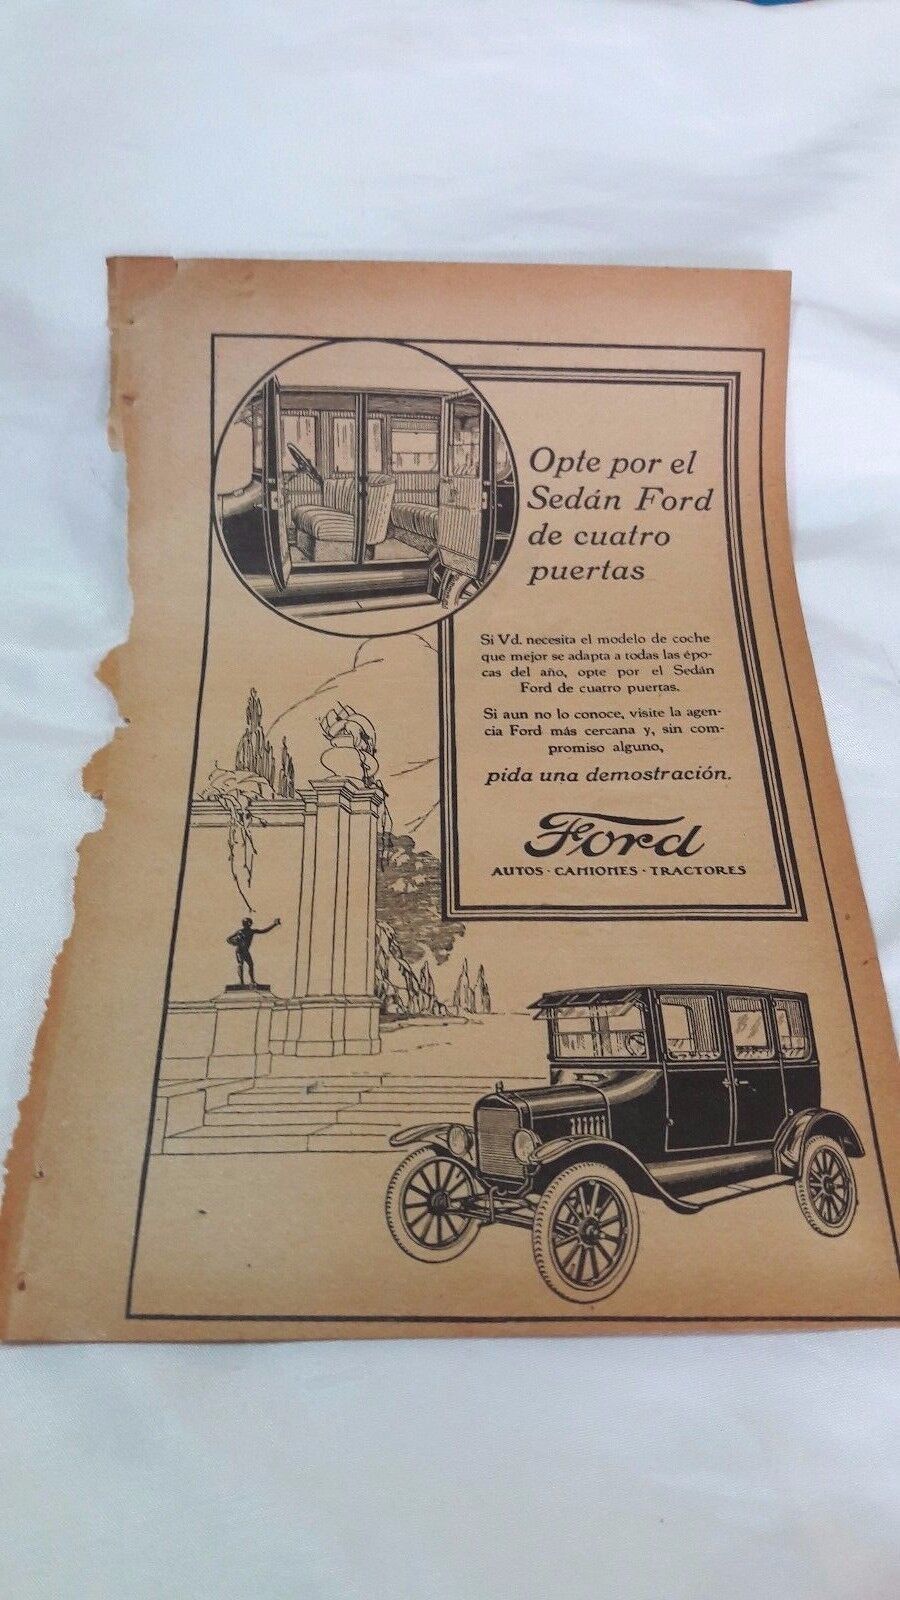 Opte por el
Sedán Ford
de cuatro
puertas
Si Vd. necesita el modelo de coche
que mejor se adapta a todas las épo-
cas del año, opte por el Sedán
Ford de cuatro puertas.
Si aun no lo conoce, visite la agen-
cia Ford más cercana y, sin com-
promiso alguno,
pida una demostración.
Ford
AUTOS · CAMIONES · TRACTORES